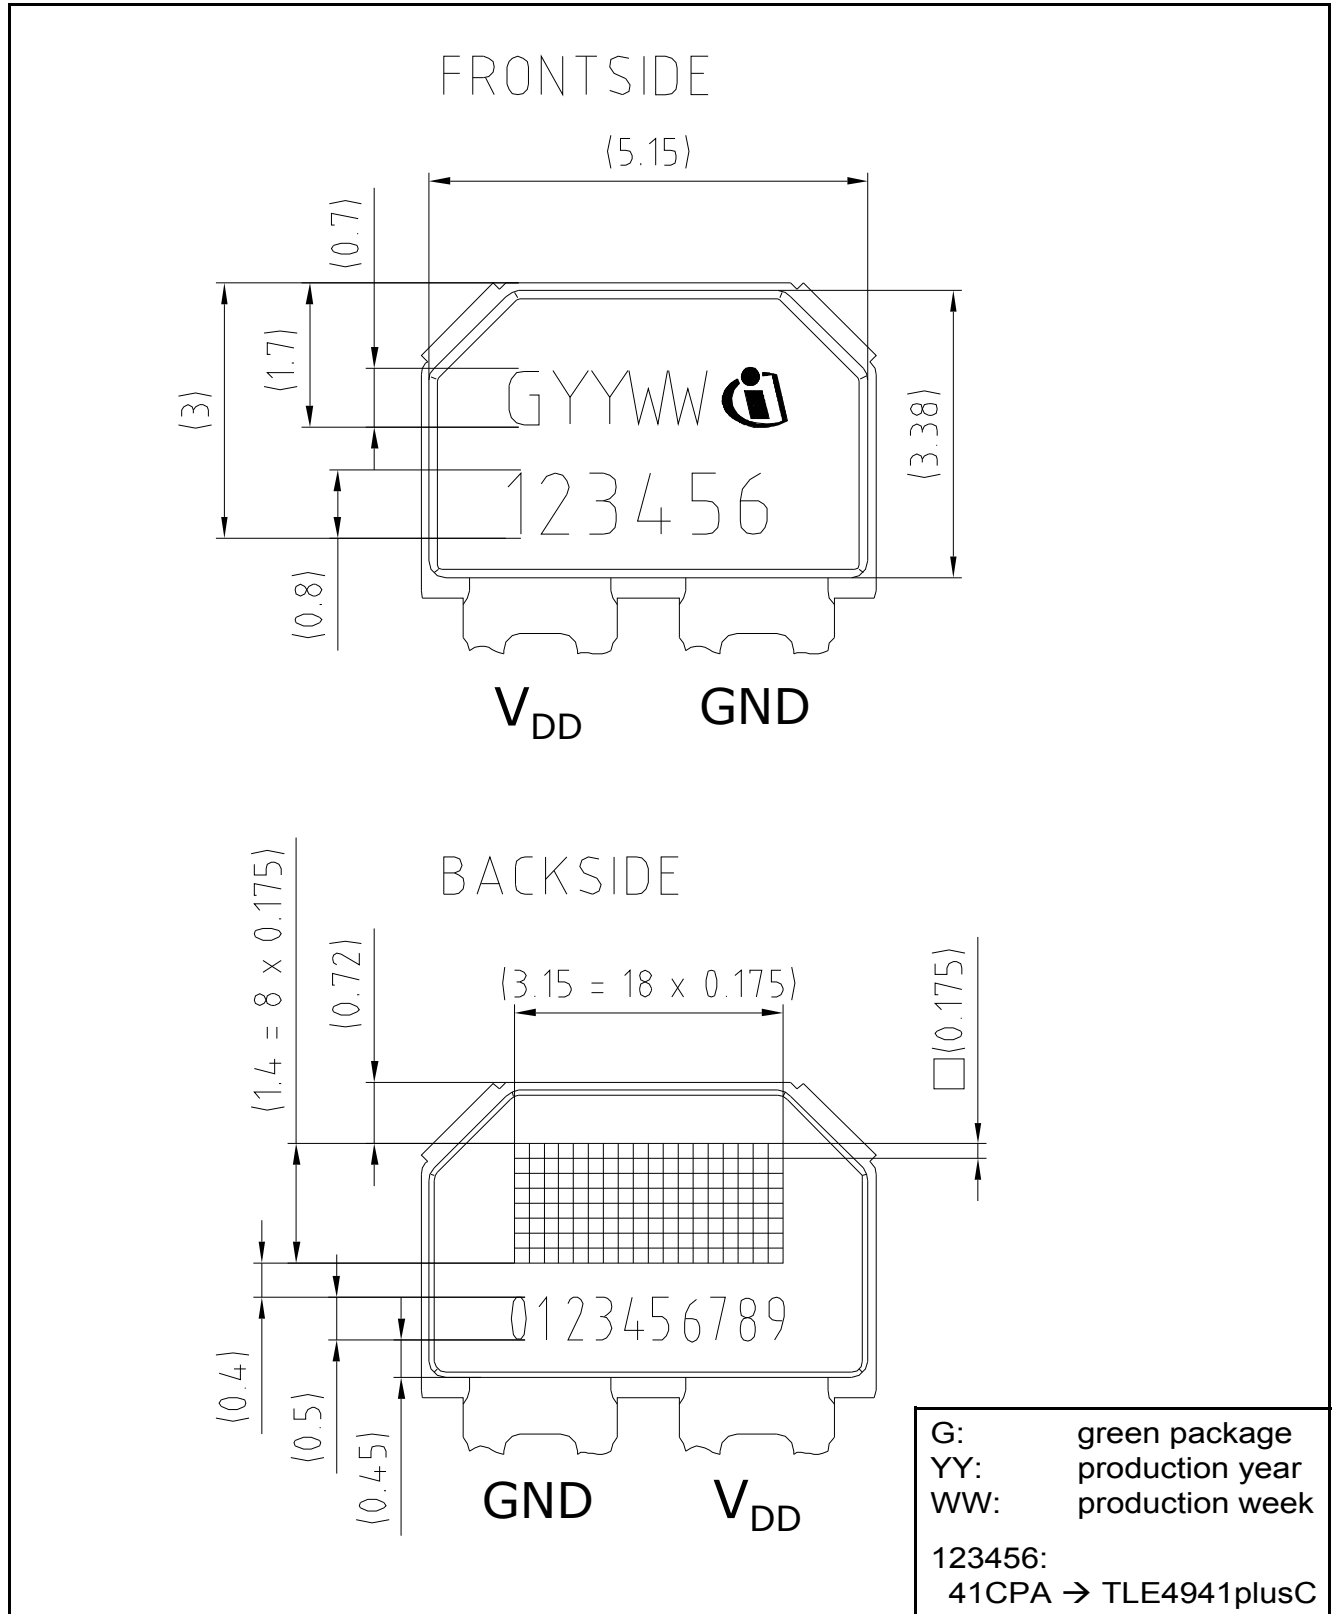 FRONTSIDE
(5.15)
(0.7)
(1.7)
(3)
(3.38)
GYYWW
123456
(0.8)
VDD GND
BACKSIDE
(1.4 = 8 x 0.175)
(0.72)
(3.15 = 18 x 0.175)
□(0.175)
0123456789
(0.4)
(0.5)
(0.45)
GND VDD
G: green package
YY: production year
WW: production week
123456:
41CPA → TLE4941plusC